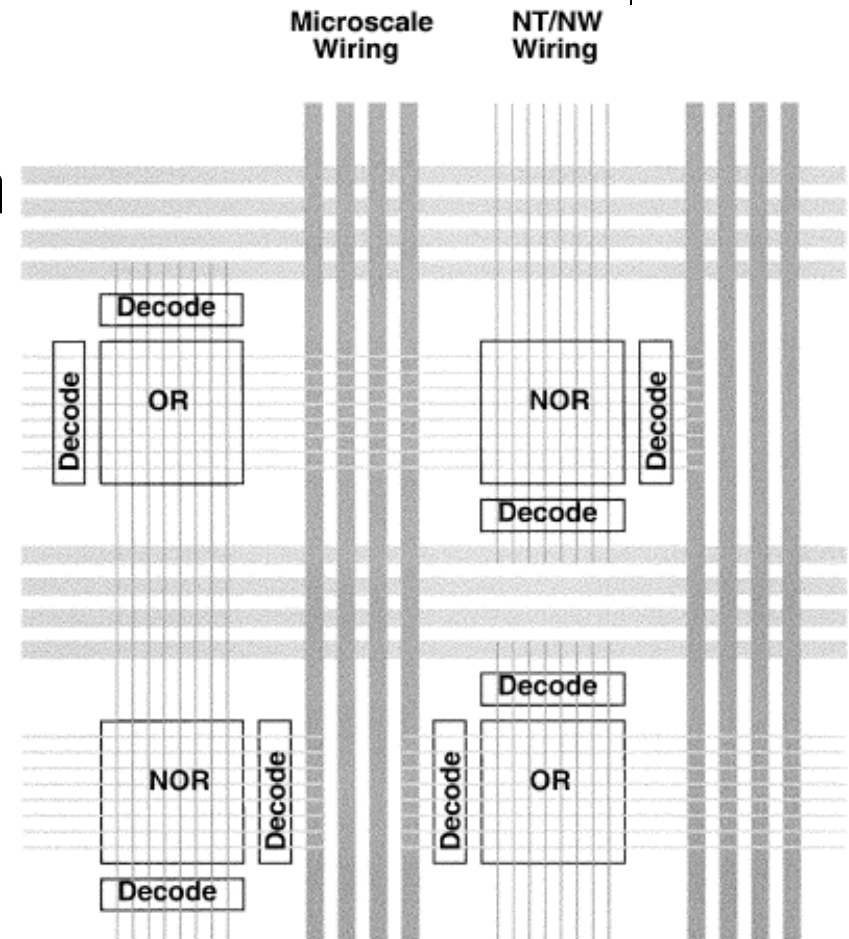 Microscale
Wiring
NT/NW
Wiring
Decode
Decode
OR
NOR
Decode
Decode
Decode
NOR
Decode
Decode
OR
Decode